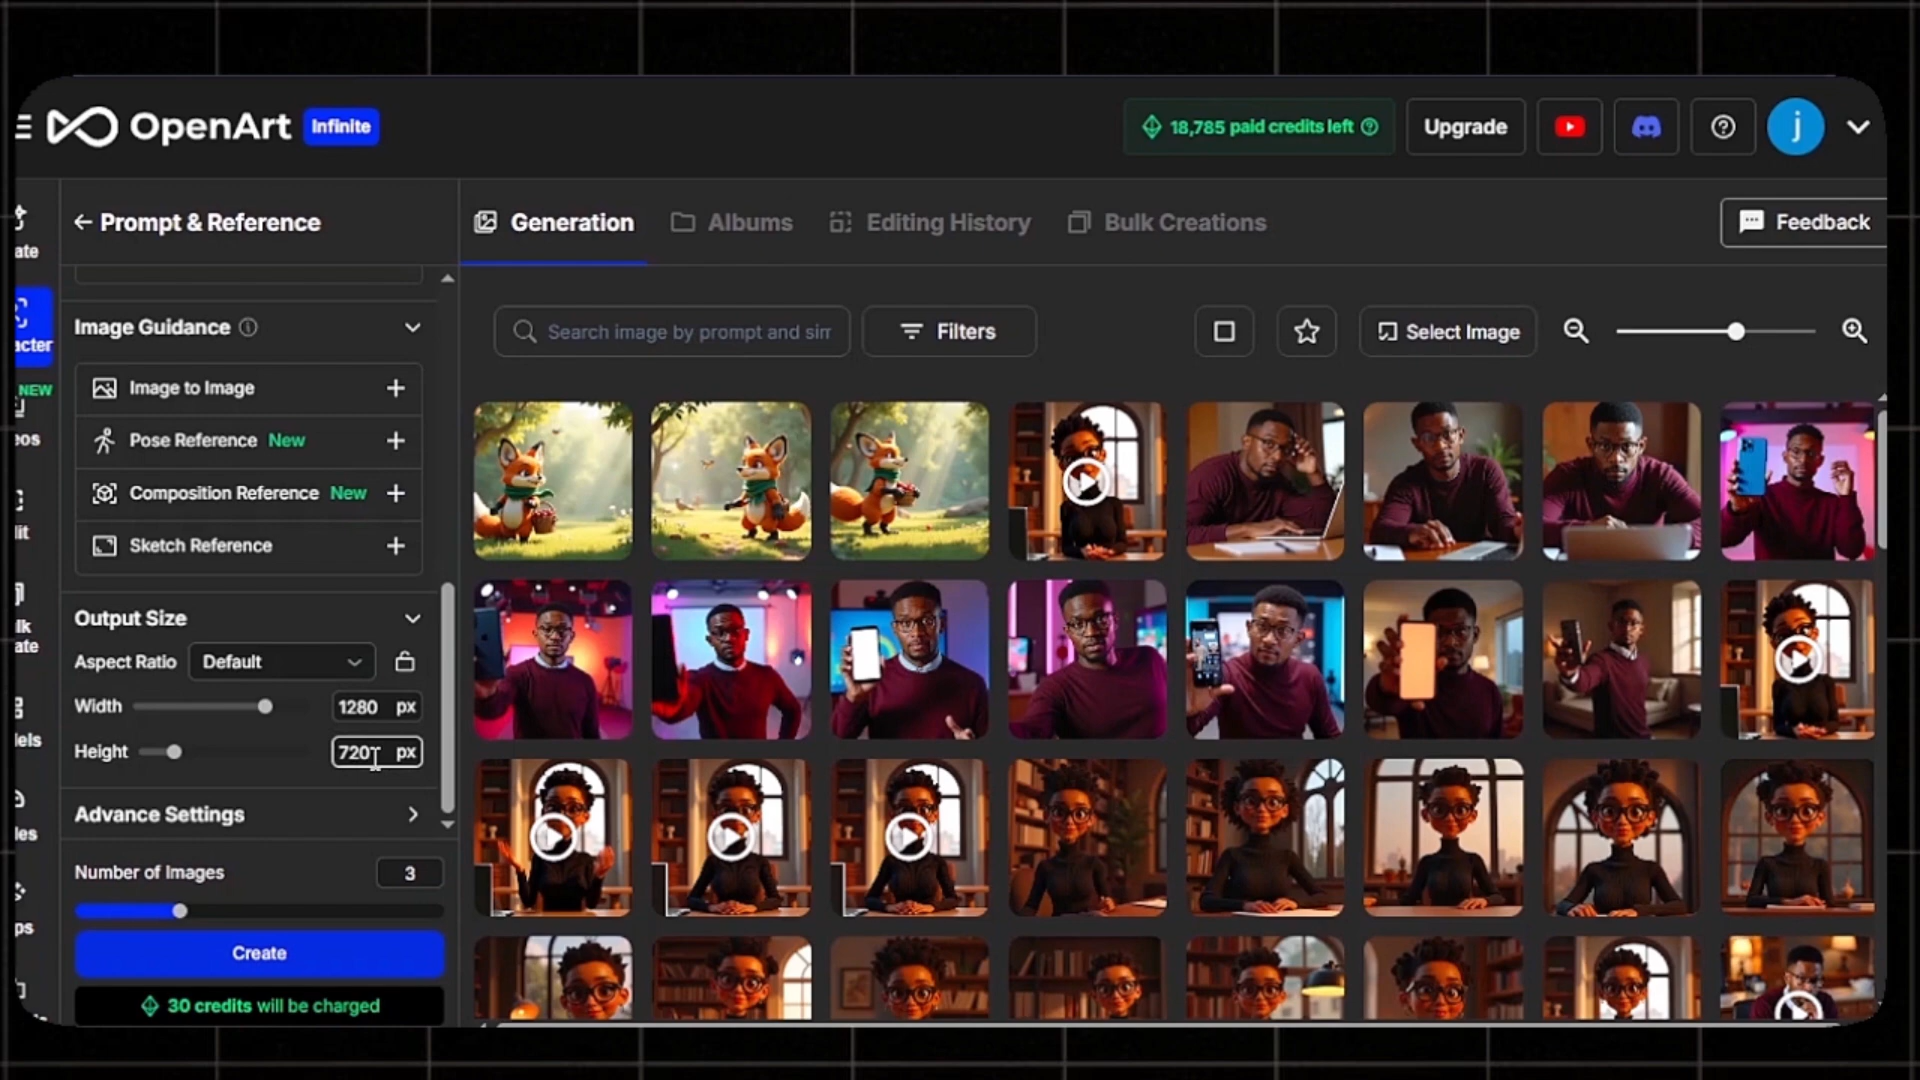 OpenArt Infinite
18,785 paid credits left
Upgrade
j
ate
acter
NEW
eos
lit
lk
ate
lels
les
ps
Prompt & Reference
Image Guidance
Image to Image
Pose Reference New
Composition Reference New
Sketch Reference
Output Size
Aspect Ratio Default
Width 1280 px
Height 720 px
Advance Settings
Number of Images 3
Create
30 credits will be charged
Generation
Albums
Editing History
Bulk Creations
Feedback
Search image by prompt and sim
Filters
Select Image